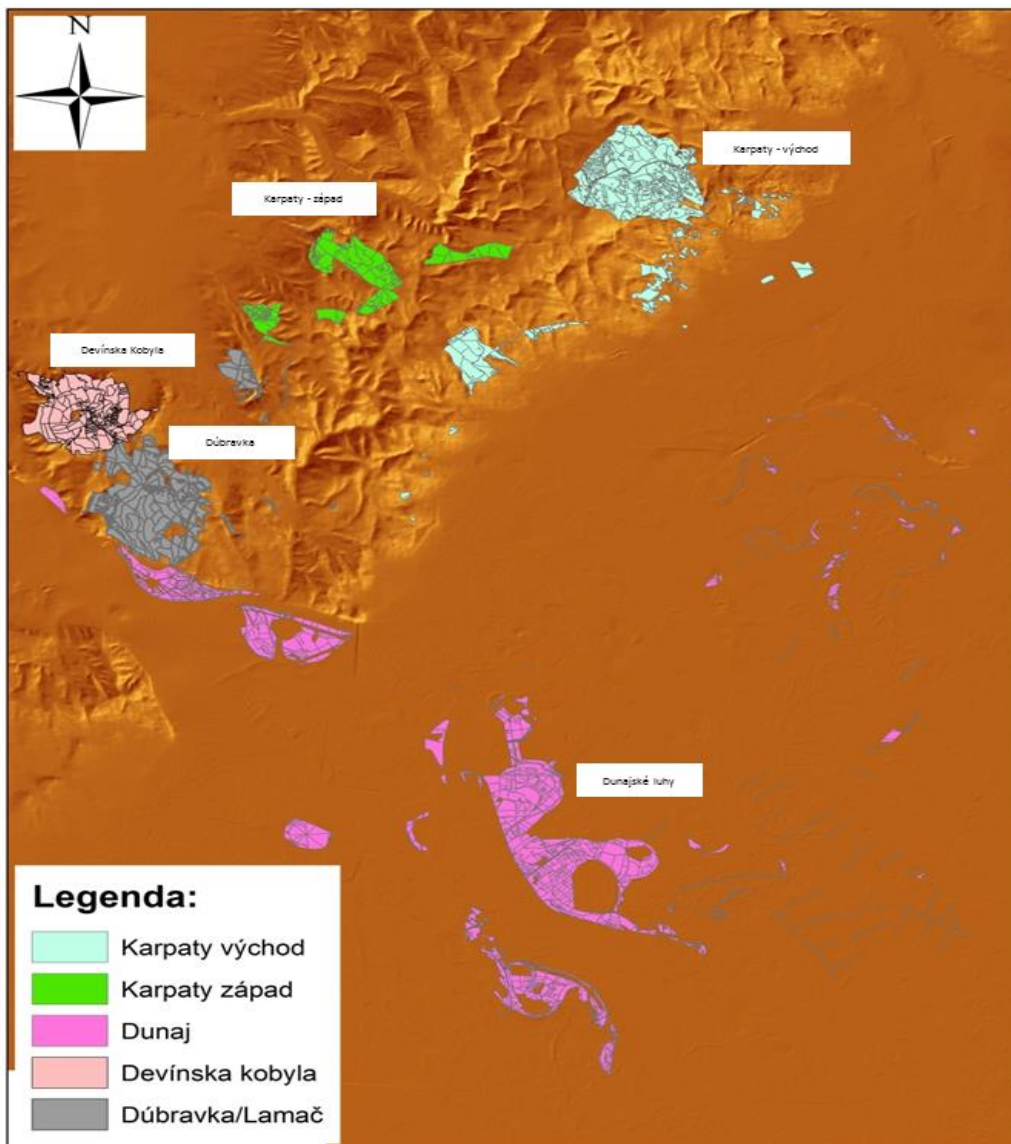 N
Karpaty - východ
Karpaty - západ
Devínska Kobyla
Dúbravka
Dunajské luhy
Legenda:
Karpaty východ
Karpaty západ
Dunaj
Devínska kobyla
Dúbravka/Lamač